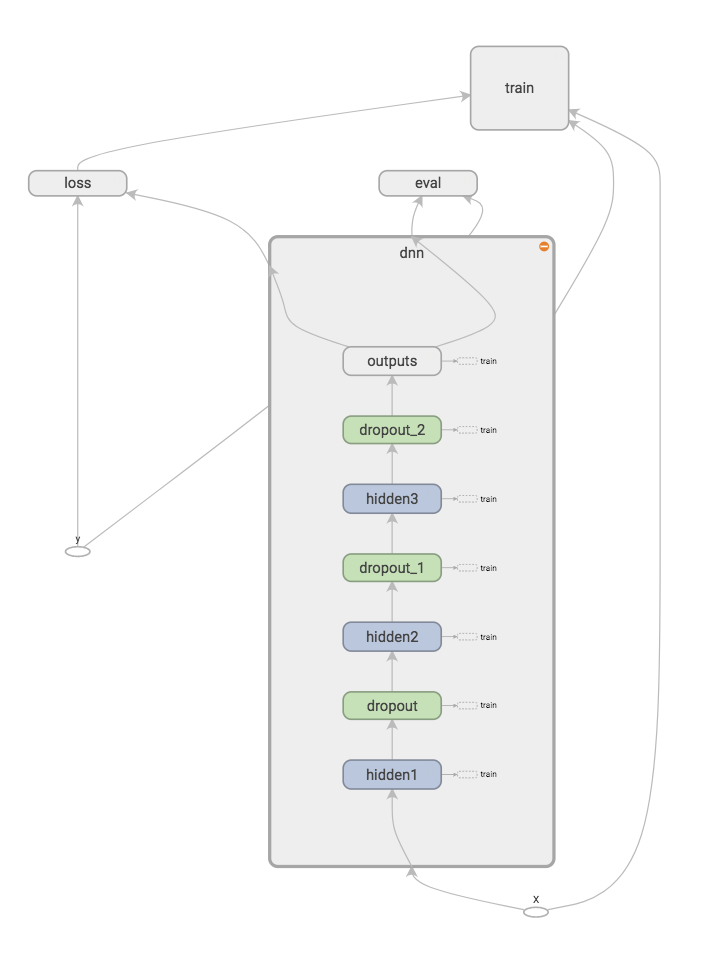 train
loss
eval
dnn
outputs
train
dropout_2
train
hidden3
train
dropout_1
train
y
hidden2
train
dropout
train
hidden1
train
x